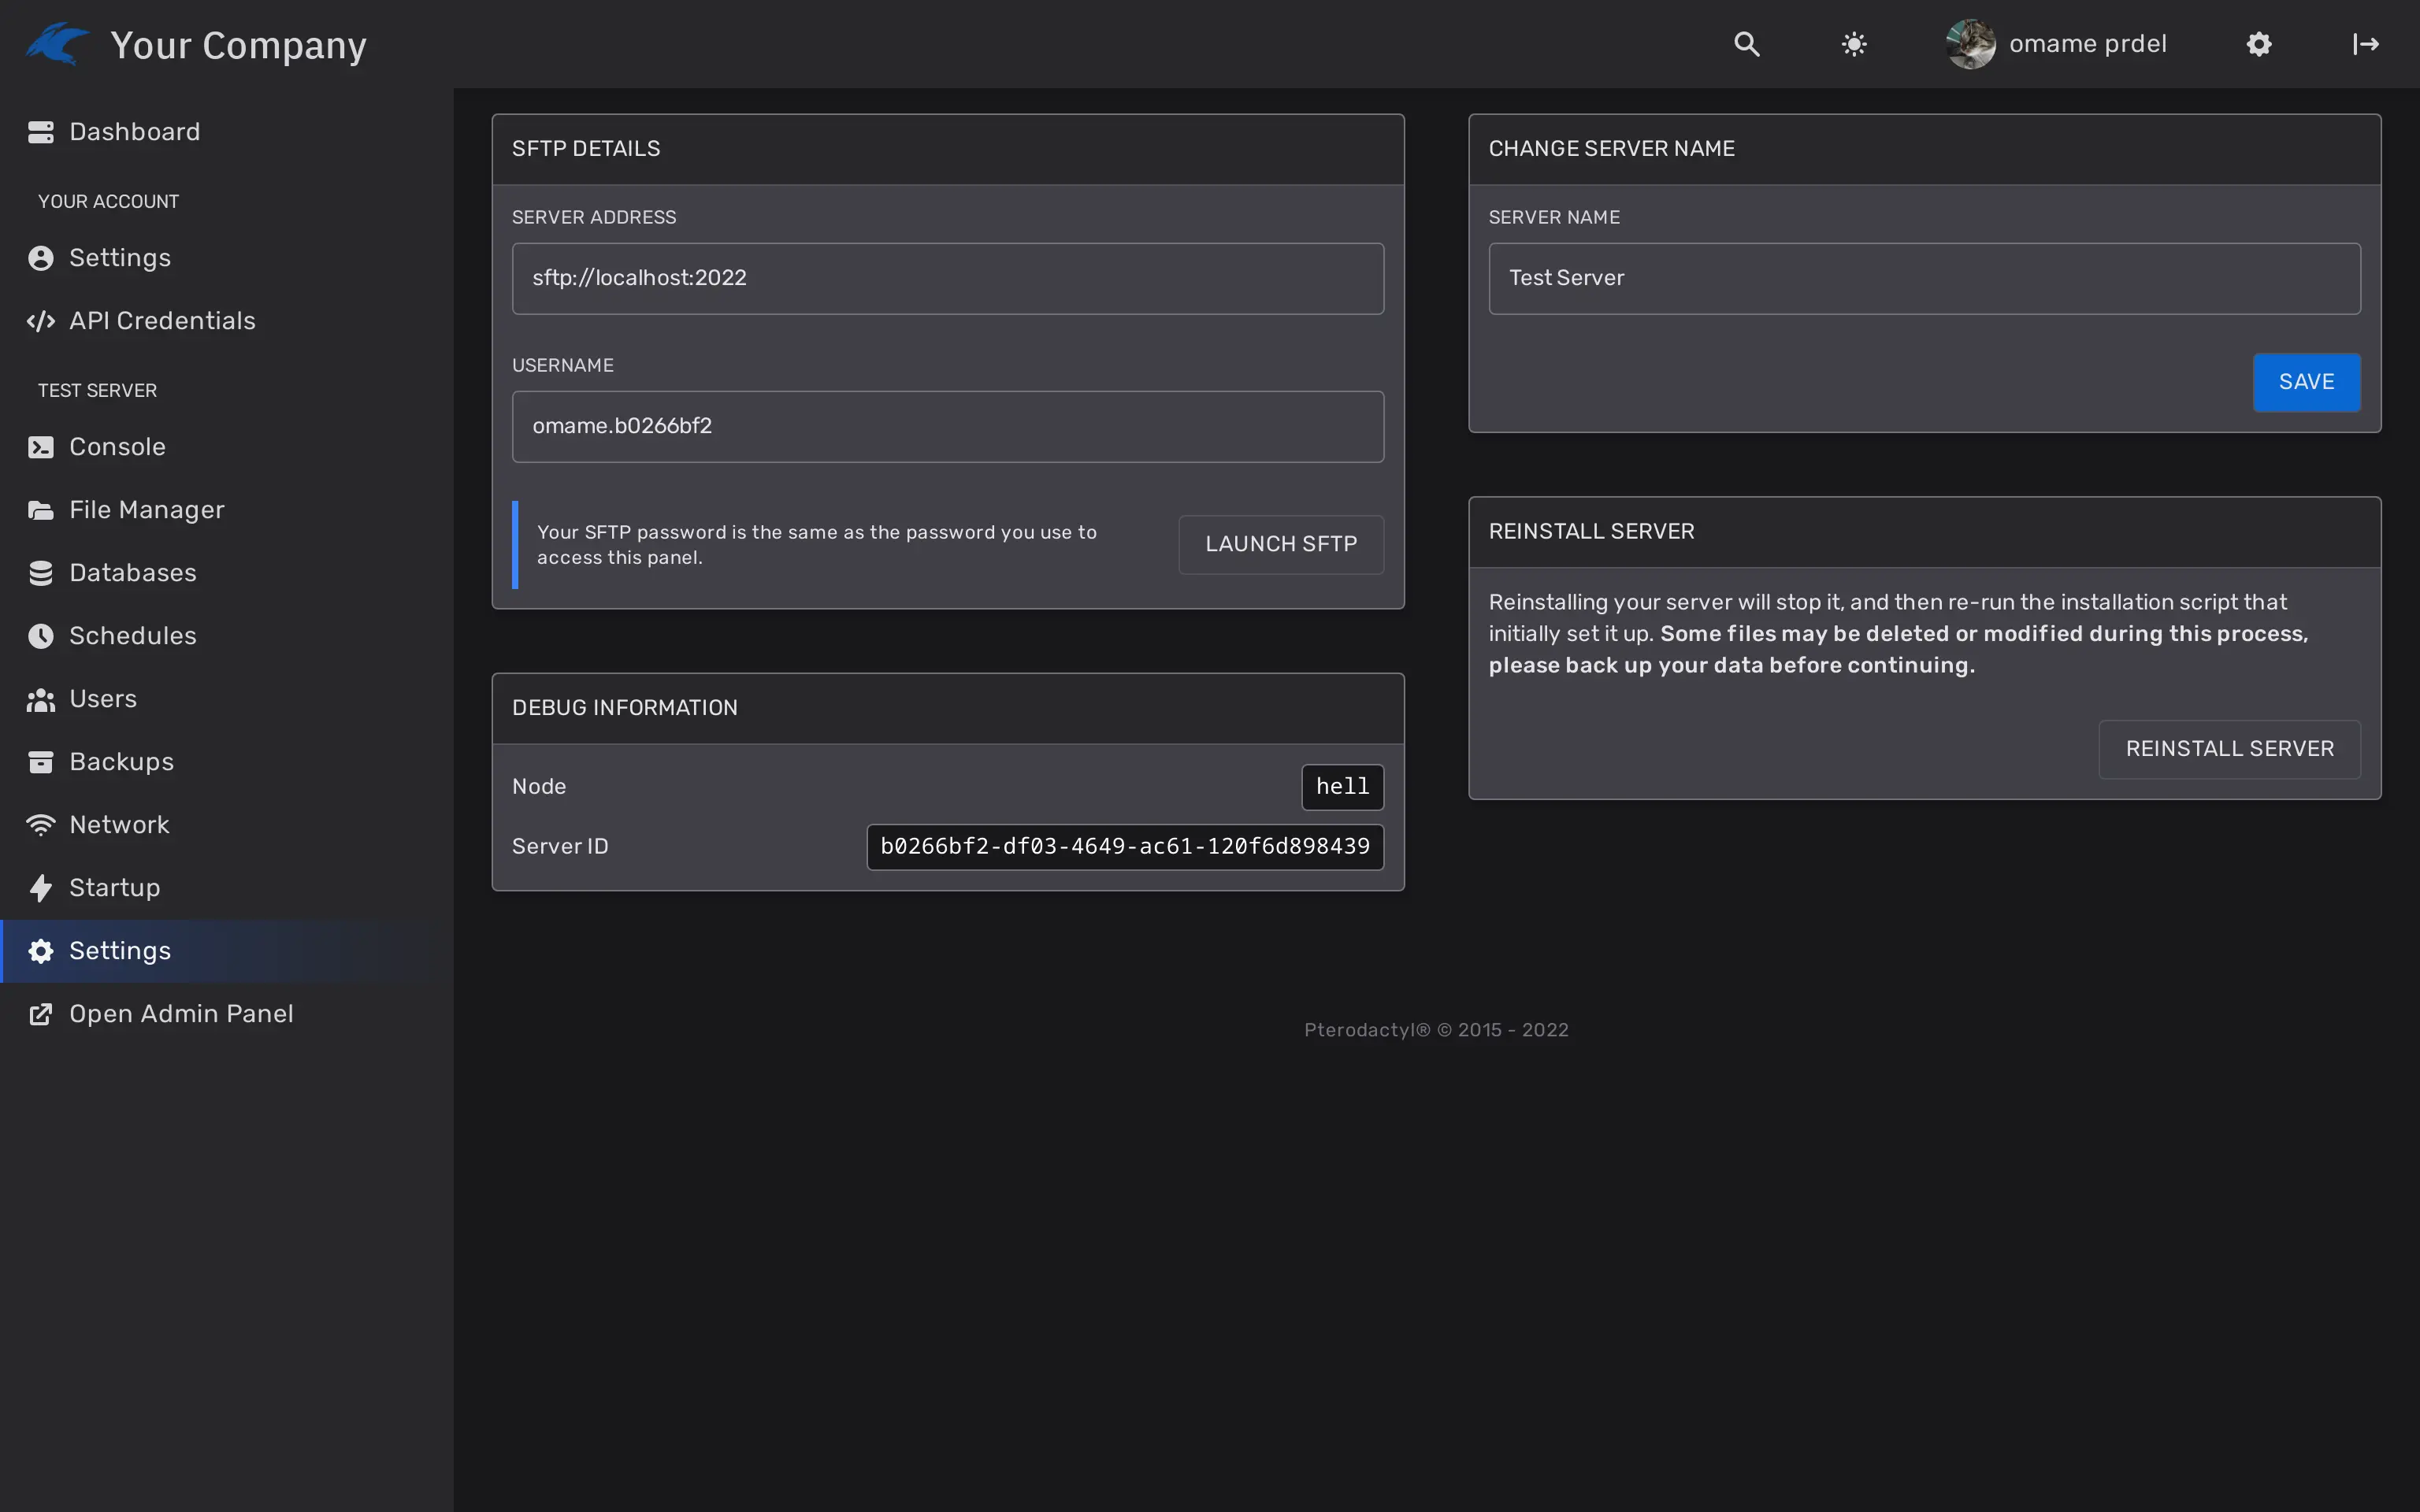 Your Company
omame prdel
Dashboard
YOUR ACCOUNT
Settings
API Credentials
TEST SERVER
Console
File Manager
Databases
Schedules
Users
Backups
Network
Startup
Settings
Open Admin Panel
SFTP DETAILS
SERVER ADDRESS
sftp://localhost:2022
USERNAME
omame.b0266bf2
Your SFTP password is the same as the password you use to
access this panel.
LAUNCH SFTP
DEBUG INFORMATION
Node
hell
Server ID
b0266bf2-df03-4649-ac61-120f6d898439
CHANGE SERVER NAME
SERVER NAME
Test Server
SAVE
REINSTALL SERVER
Reinstalling your server will stop it, and then re-run the installation script that
initially set it up. Some files may be deleted or modified during this process,
please back up your data before continuing.
REINSTALL SERVER
Pterodactyl® © 2015 - 2022